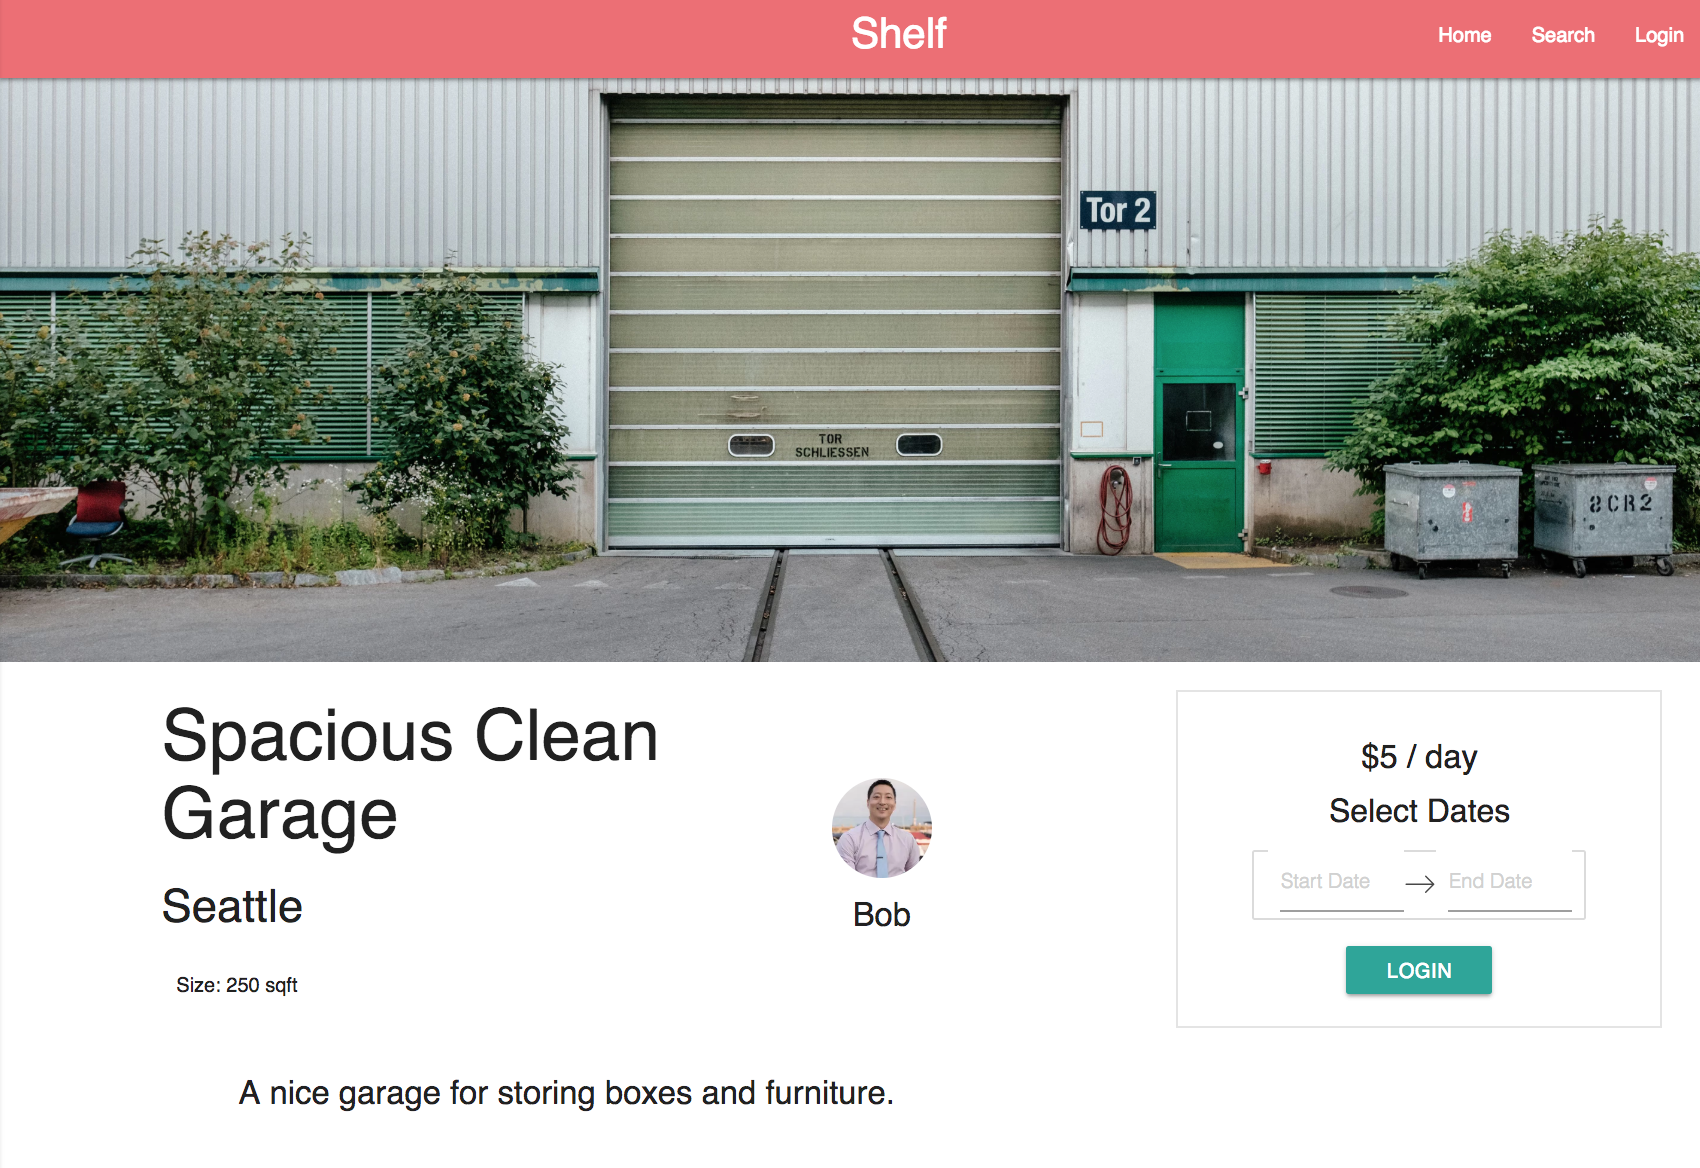 Shelf
Home Search Login
Tor 2
TOR
SCHLIESSEN
8CR2
Spacious Clean
Garage
Seattle
Size: 250 sqft
Bob
$5 / day
Select Dates
Start Date → End Date
LOGIN
A nice garage for storing boxes and furniture.